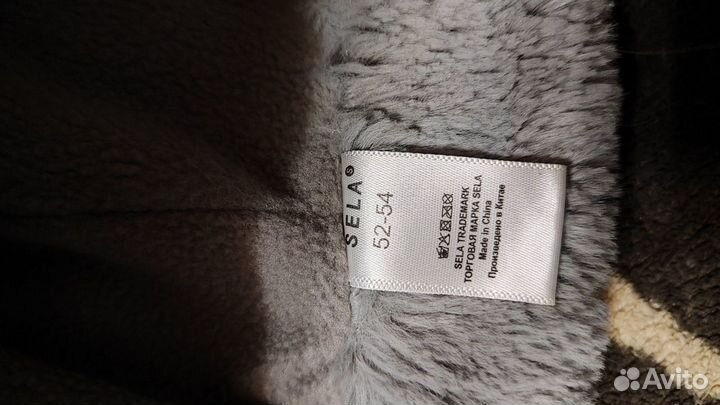 SELA®
52-54
SELA TRADEMARK
ТОРГОВАЯ МАРКА SELA
Made in China
Произведено в Китае
Avito